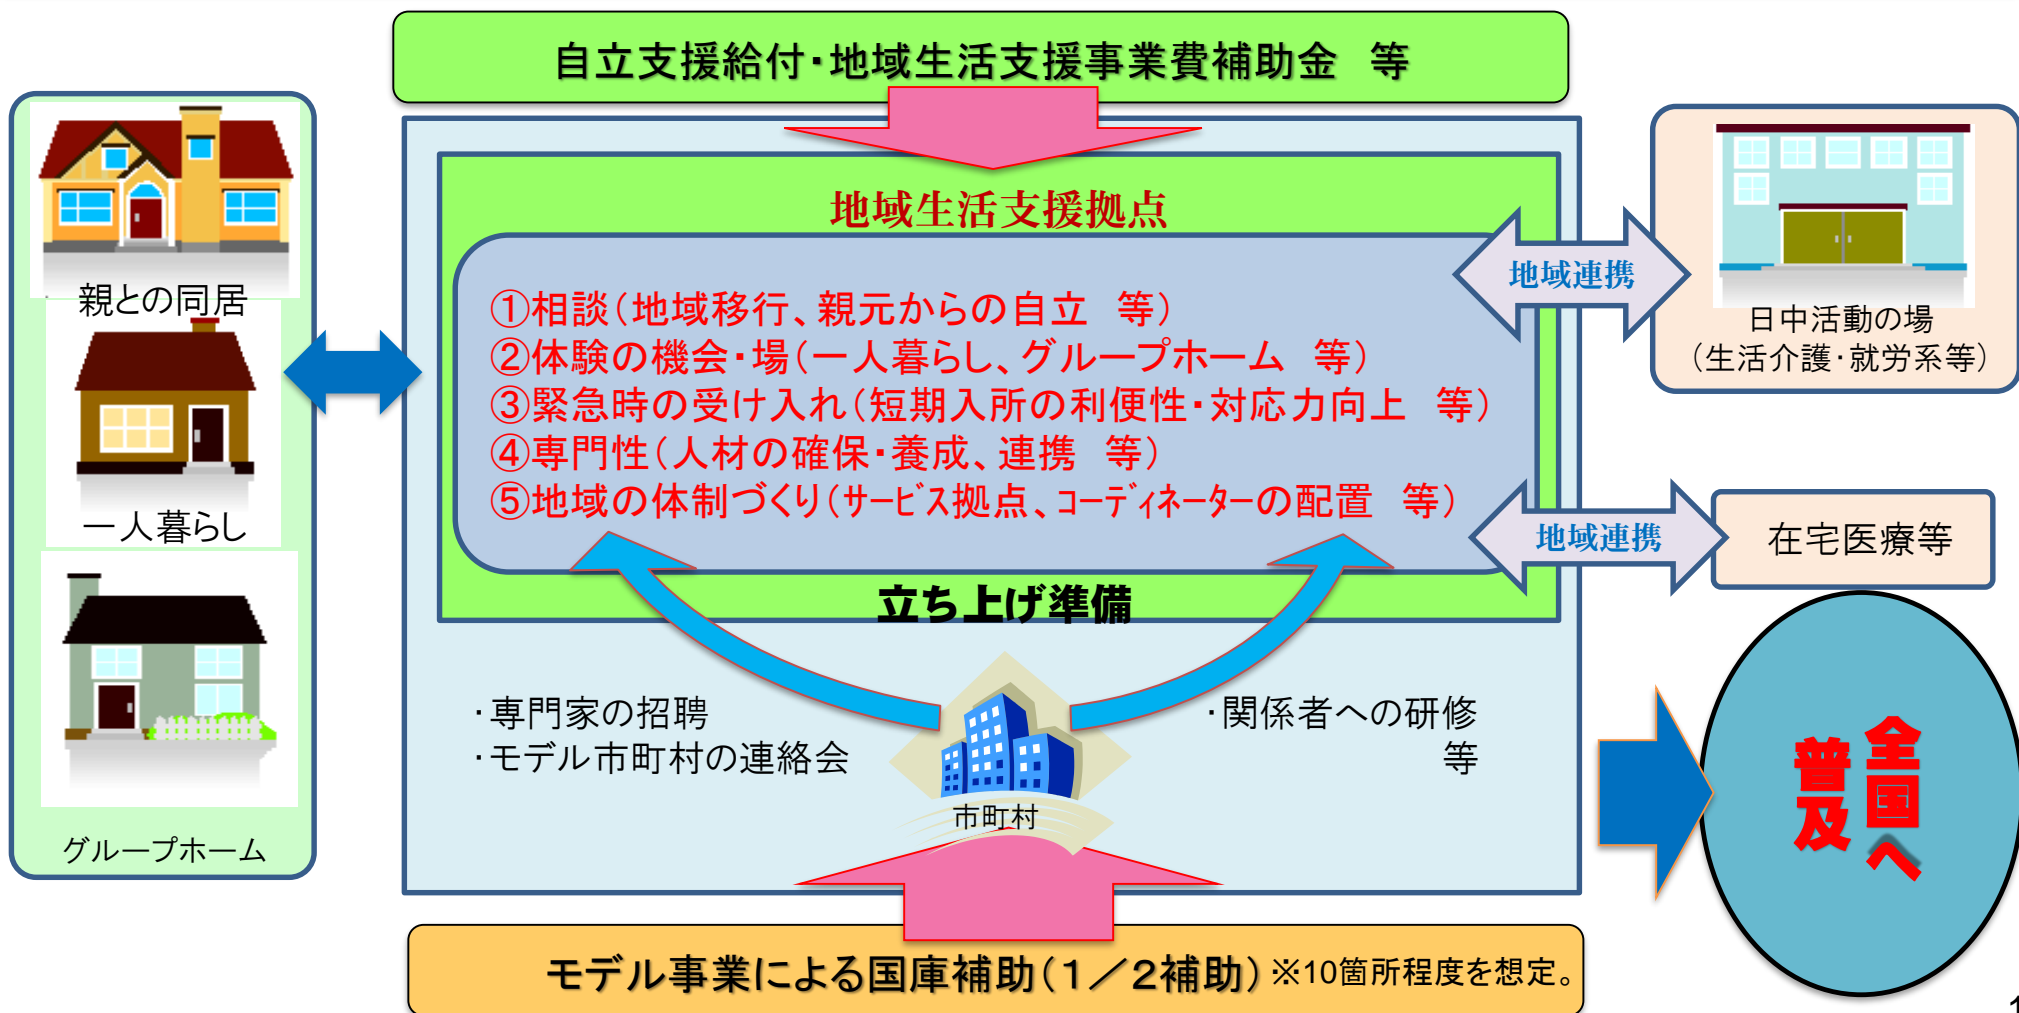 自立支援給付・地域生活支援事業費補助金　等
親との同居
一人暮らし
グループホーム
地域生活支援拠点
①相談（地域移行、親元からの自立　等）
②体験の機会・場（一人暮らし、グループホーム　等）
③緊急時の受け入れ（短期入所の利便性・対応力向上　等）
④専門性（人材の確保・養成、連携　等）
⑤地域の体制づくり（ｻｰﾋﾞｽ拠点、ｺｰﾃﾞｨﾈｰﾀｰの配置　等）
立ち上げ準備
・専門家の招聘
・モデル市町村の連絡会
・関係者への研修
等
市町村
地域連携
日中活動の場
（生活介護・就労系等）
地域連携
在宅医療等
全国へ
普及
モデル事業による国庫補助（１／２補助）※10箇所程度を想定。
1